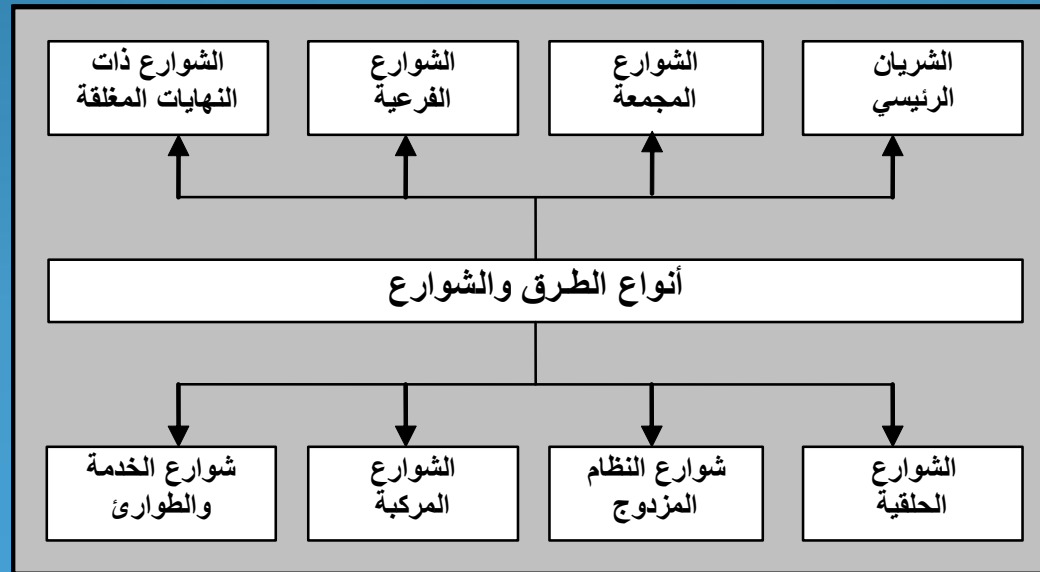 الشريان
الرئيسي
الشوارع
المجمعة
الشوارع
الفرعية
الشوارع ذات
النهايات المغلقة
أنواع الطرق والشوارع
الشوارع
الحلقية
شوارع النظام
المزدوج
الشوارع
المركبة
شوارع الخدمة
والطوارئ